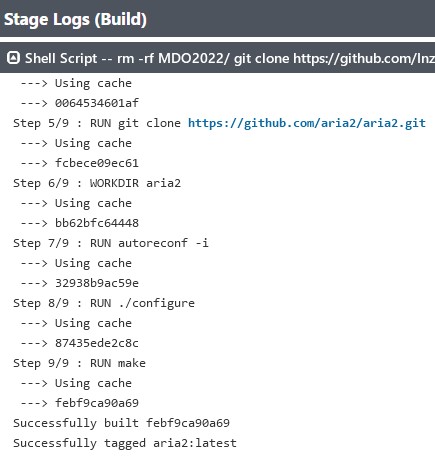 Stage Logs (Build)
Shell Script -- rm -rf MDO2022/ git clone https://github.com/Inz
---> Using cache
---> 0064534601af
Step 5/9 : RUN git clone https://github.com/aria2/aria2.git
---> Using cache
---> fcbece09ec61
Step 6/9 : WORKDIR aria2
---> Using cache
---> bb62bfc64448
Step 7/9 : RUN autoreconf -i
---> Using cache
---> 32938b9ac59e
Step 8/9 : RUN ./configure
---> Using cache
---> 87435ede2c8c
Step 9/9 : RUN make
---> Using cache
---> febf9ca90a69
Successfully built febf9ca90a69
Successfully tagged aria2:latest